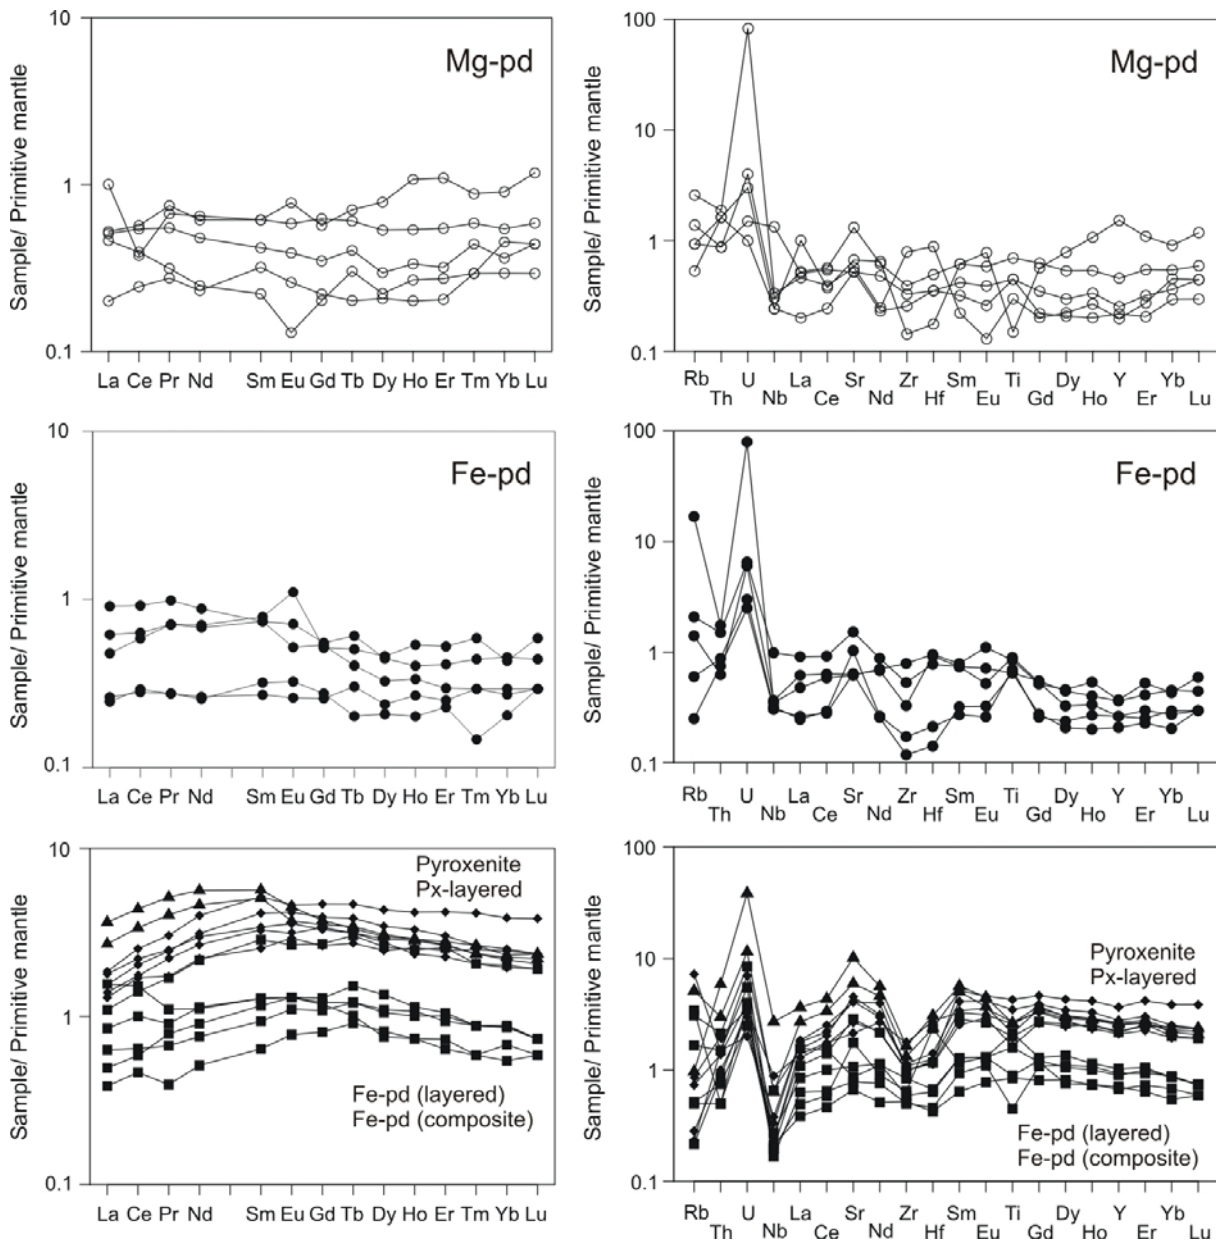 10
Mg-pd
Sample/ Primitive mantle
1
0.1
La Ce Pr Nd Sm Eu Gd Tb Dy Ho Er Tm Yb Lu
100
Mg-pd
10
Sample/ Primitive mantle
1
0.1
Rb U La Sr Zr Sm Ti Dy Y Yb
Th Nb Ce Nd Hf Eu Gd Ho Er Lu
10
Fe-pd
Sample/ Primitive mantle
1
0.1
La Ce Pr Nd Sm Eu Gd Tb Dy Ho Er Tm Yb Lu
100
Fe-pd
10
Sample/ Primitive mantle
1
0.1
Rb U La Sr Zr Sm Ti Dy Y Yb
Th Nb Ce Nd Hf Eu Gd Ho Er Lu
10
Pyroxenite
Px-layered
Sample/ Primitive mantle
1
Fe-pd (layered)
Fe-pd (composite)
0.1
La Ce Pr Nd Sm Eu Gd Tb Dy Ho Er Tm Yb Lu
100
10
Pyroxenite
Px-layered
Sample/ Primitive mantle
1
Fe-pd (layered)
Fe-pd (composite)
0.1
Rb U La Sr Zr Sm Ti Dy Y Yb
Th Nb Ce Nd Hf Eu Gd Ho Er Lu